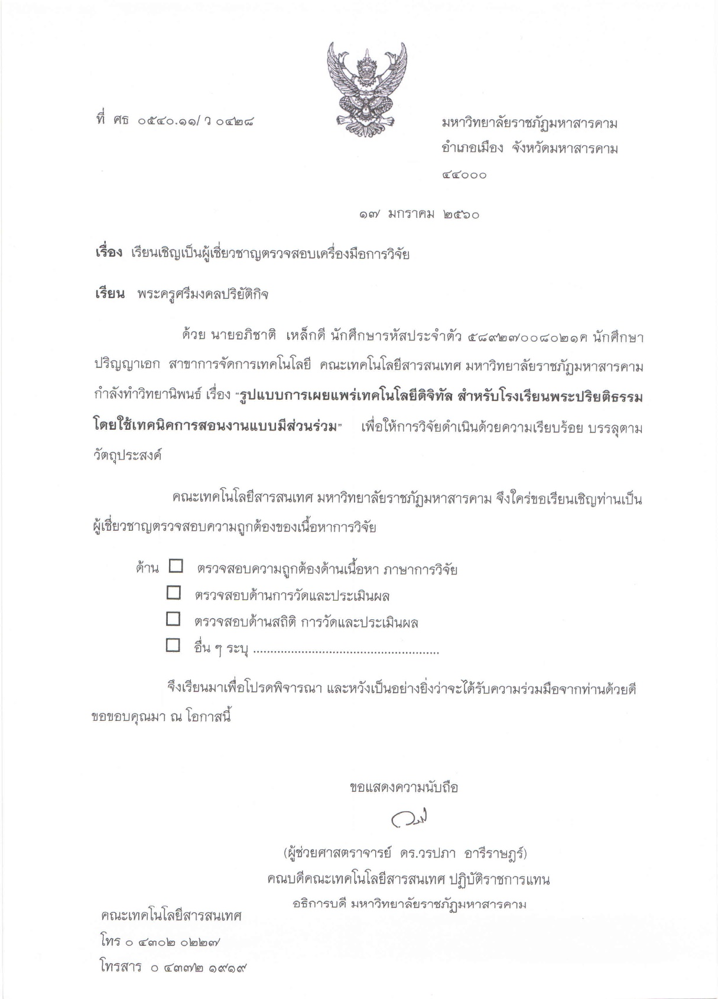 ที่ ศธ ๐๕๔๐.๑๑/ ว ๐๔๒๘
มหาวิทยาลัยราชภัฏมหาสารคาม
อำเภอเมือง จังหวัดมหาสารคาม
๔๔๐๐๐
๑๗ มกราคม ๒๕๖๐
เรื่อง เรียนเชิญเป็นผู้เชี่ยวชาญตรวจสอบเครื่องมือการวิจัย
เรียน พระครูศรีมงคลปริยัติกิจ
ด้วย นายอภิชาติ เหล็กดี นักศึกษารหัสประจำตัว ๕๘๙๒๗๐๐๘๐๒๑ค นักศึกษา
ปริญญาเอก สาขาการจัดการเทคโนโลยี คณะเทคโนโลยีสารสนเทศ มหาวิทยาลัยราชภัฏมหาสารคาม
กำลังทำวิทยานิพนธ์ เรื่อง "รูปแบบการเผยแพร่เทคโนโลยีดิจิทัล สำหรับโรงเรียนพระปริยติธรรม
โดยใช้เทคนิคการสอนงานแบบมีส่วนร่วม" เพื่อให้การวิจัยดำเนินด้วยความเรียบร้อย บรรลุตาม
วัตถุประสงค์
คณะเทคโนโลยีสารสนเทศ มหาวิทยาลัยราชภัฏมหาสารคาม จึงใคร่ขอเรียนเชิญท่านเป็น
ผู้เชี่ยวชาญตรวจสอบความถูกต้องของเนื้อหาการวิจัย
ด้าน ☐ ตรวจสอบความถูกต้องด้านเนื้อหา ภาษาการวิจัย
☐ ตรวจสอบด้านการวัดและประเมินผล
☐ ตรวจสอบด้านสถิติ การวัดและประเมินผล
☐ อื่น ๆ ระบุ ......................................................
จึงเรียนมาเพื่อโปรดพิจารณา และหวังเป็นอย่างยิ่งว่าจะได้รับความร่วมมือจากท่านด้วยดี
ขอขอบคุณมา ณ โอกาสนี้
ขอแสดงความนับถือ
(ผู้ช่วยศาสตราจารย์ ดร.วรปภา อารีราษฎร์)
คณบดีคณะเทคโนโลยีสารสนเทศ ปฏิบัติราชการแทน
อธิการบดี มหาวิทยาลัยราชภัฏมหาสารคาม
คณะเทคโนโลยีสารสนเทศ
โทร ๐ ๔๓๐๒ ๐๒๒๗
โทรสาร ๐ ๔๓๗๒ ๑๙๑๙